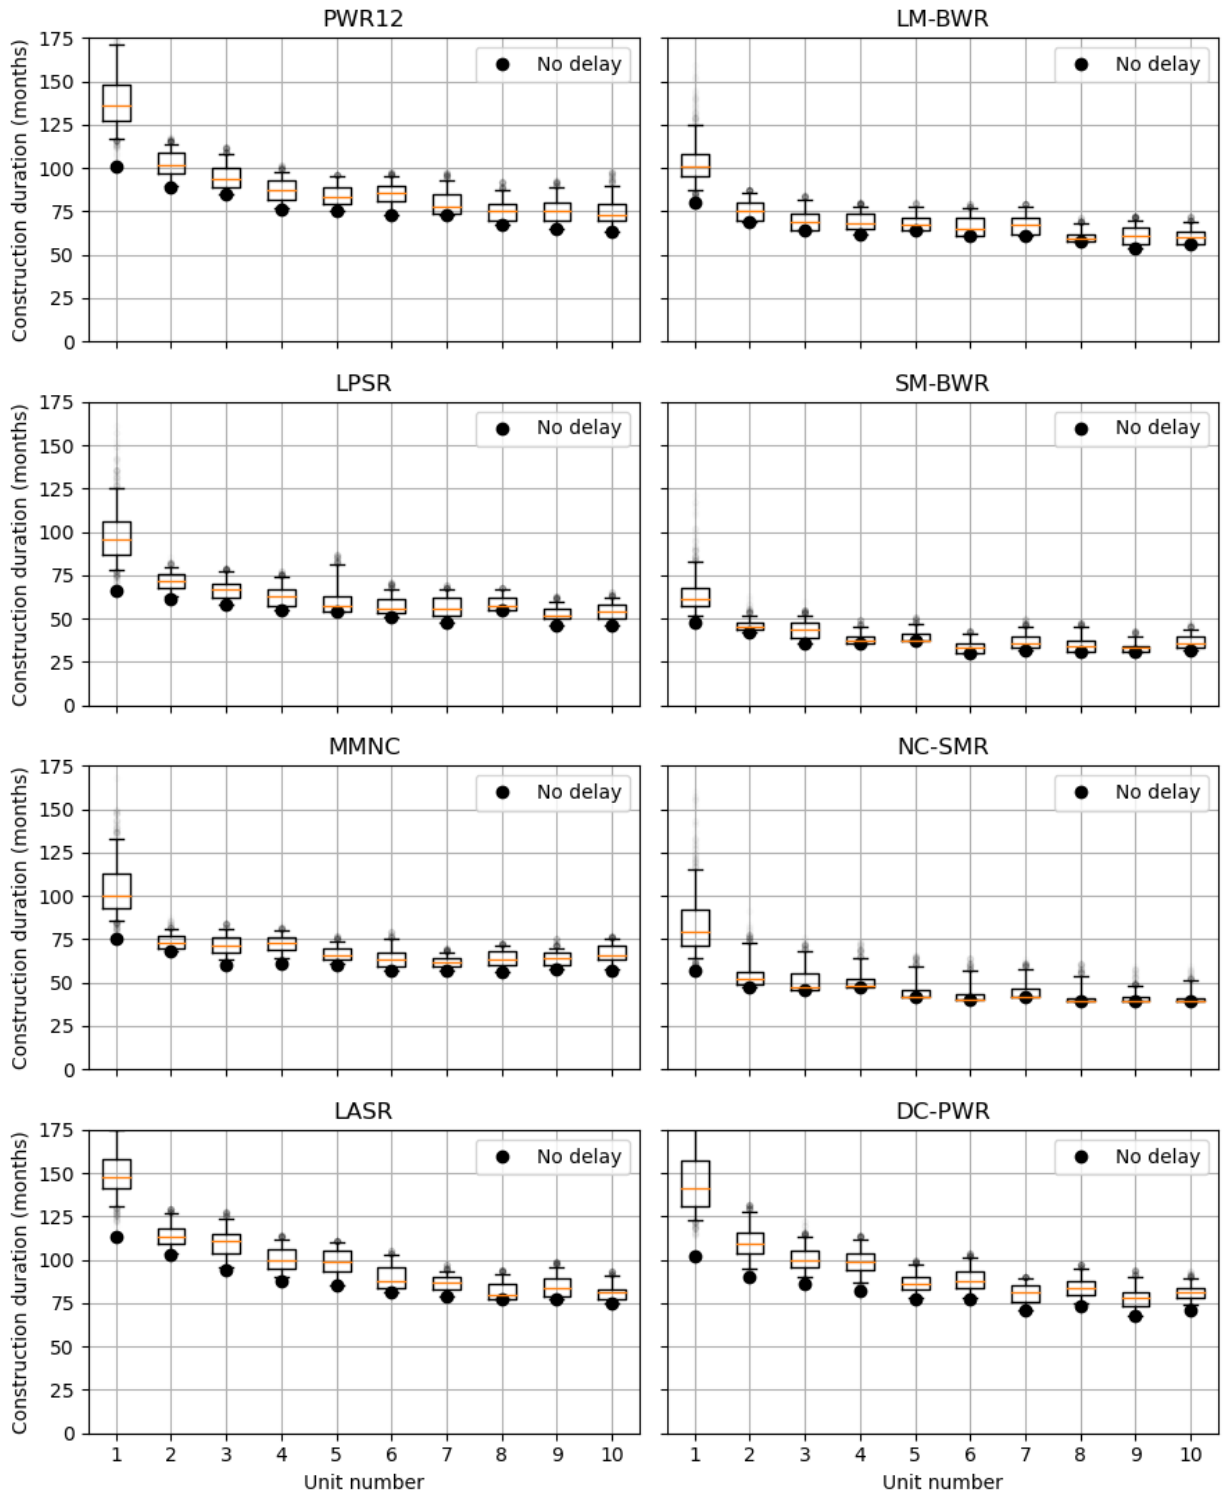 PWR12
LM-BWR
Construction duration (months)
175
150
125
100
75
50
25
0
No delay
No delay
LPSR
SM-BWR
Construction duration (months)
175
150
125
100
75
50
25
0
No delay
No delay
MMNC
NC-SMR
Construction duration (months)
175
150
125
100
75
50
25
0
No delay
No delay
LASR
DC-PWR
Construction duration (months)
175
150
125
100
75
50
25
0
No delay
No delay
1 2 3 4 5 6 7 8 9 10
1 2 3 4 5 6 7 8 9 10
Unit number
Unit number